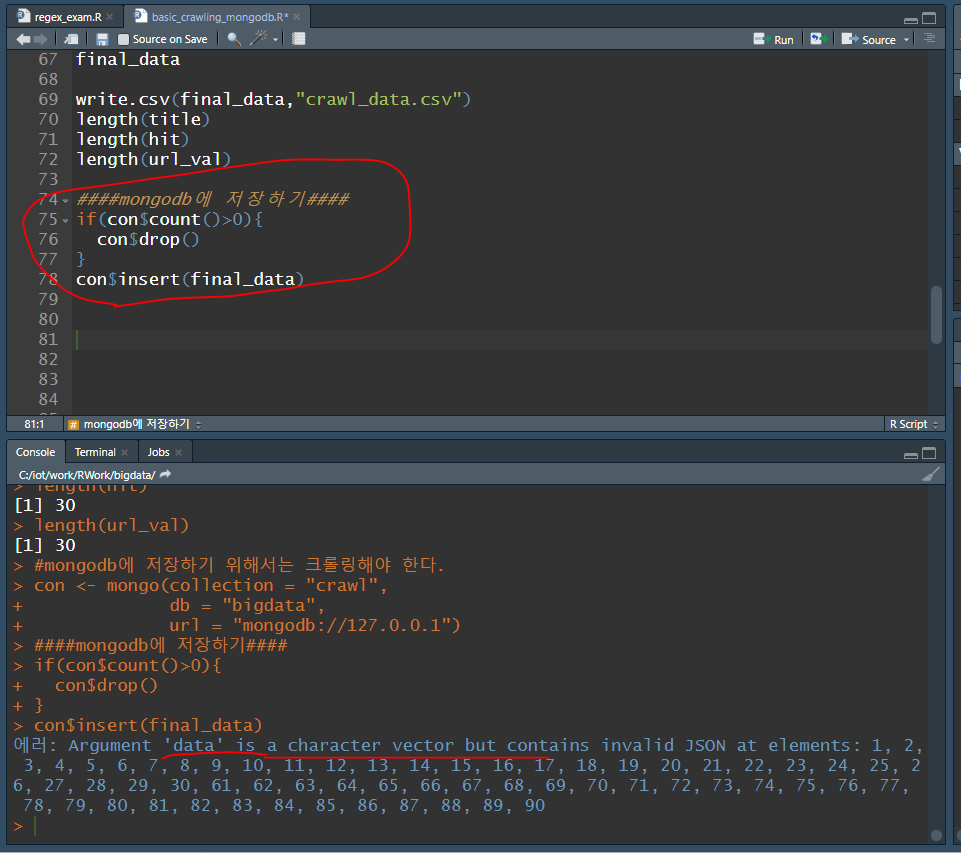 regex_exam.R
basic_crawling_mongodb.R*
Source on Save
Run
Source
67 final_data
68
69 write.csv(final_data,"crawl_data.csv")
70 length(title)
71 length(hit)
72 length(url_val)
73
74 ####mongodb에 저장하기####
75 if(con$count()>0){
76 con$drop()
77 }
78 con$insert(final_data)
79
80
81
82
83
84
81:1 # mongodb에 저장하기 R Script
Console Terminal Jobs
C:/iot/work/RWork/bigdata/
> length(hit)
[1] 30
> length(url_val)
[1] 30
> #mongodb에 저장하기 위해서는 크롤링해야 한다.
> con <- mongo(collection = "crawl",
+ db = "bigdata",
+ url = "mongodb://127.0.0.1")
> ####mongodb에 저장하기####
> if(con$count()>0){
+ con$drop()
+ }
> con$insert(final_data)
에러: Argument 'data' is a character vector but contains invalid JSON at elements: 1, 2,
3, 4, 5, 6, 7, 8, 9, 10, 11, 12, 13, 14, 15, 16, 17, 18, 19, 20, 21, 22, 23, 24, 25, 2
6, 27, 28, 29, 30, 61, 62, 63, 64, 65, 66, 67, 68, 69, 70, 71, 72, 73, 74, 75, 76, 77,
78, 79, 80, 81, 82, 83, 84, 85, 86, 87, 88, 89, 90
>